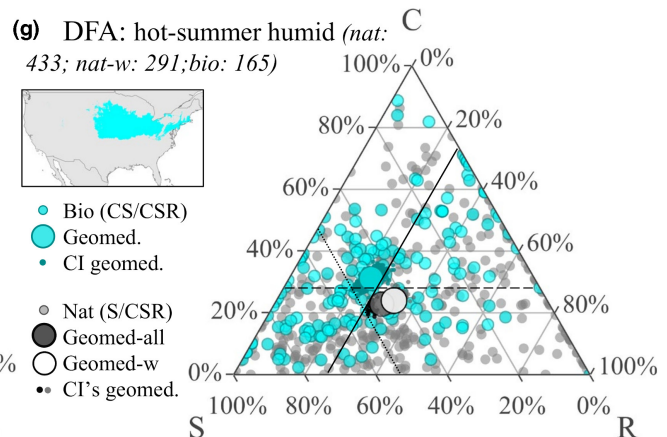 (g) DFA: hot-summer humid (nat:
433; nat-w: 291;bio: 165)
C
100% 0%
80% 20%
60% 40%
40% 60%
20% 80%
0% 100%
S 100% 80% 60% 40% 20% 0% R
Bio (CS/CSR)
Geomed.
CI geomed.
Nat (S/CSR)
Geomed-all
Geomed-w
CI's geomed.
%